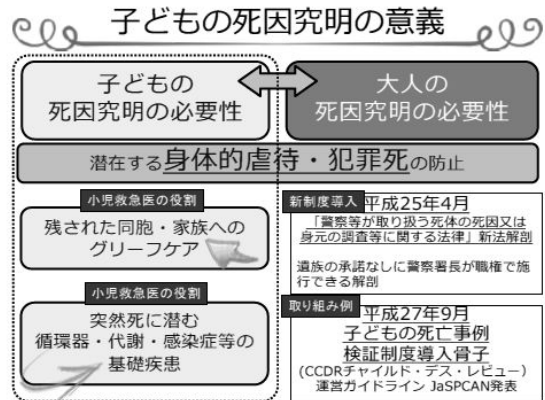 子どもの死因究明の意義
子どもの
死因究明の必要性
大人の
死因究明の必要性
潜在する身体的虐待・犯罪死の防止
小児救急医の役割
残された同胞・家族への
グリーフケア
小児救急医の役割
突然死に潜む
循環器・代謝・感染症等の
基礎疾患
新制度導入
平成25年4月
「警察等が取り扱う死体の死因又は
身元の調査等に関する法律」新法解剖
遺族の承諾なしに警察署長が職権で施
行できる解剖
取り組み例
平成27年9月
子どもの死亡事例
検証制度導入骨子
(CCDRチャイルド・デス・レビュー)
運営ガイドライン JaSPCAN発表